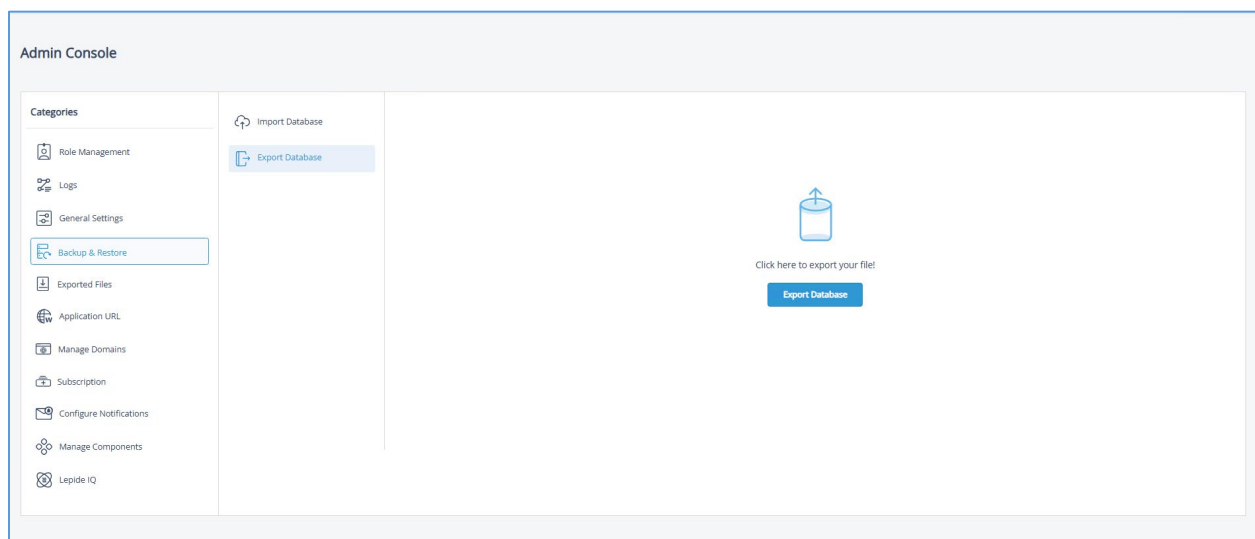 Admin Console
Categories
Role Management
Logs
General Settings
Backup & Restore
Exported Files
Application URL
Manage Domains
Subscription
Configure Notifications
Manage Components
Lepide IQ
Import Database
Export Database
Click here to export your file!
Export Database